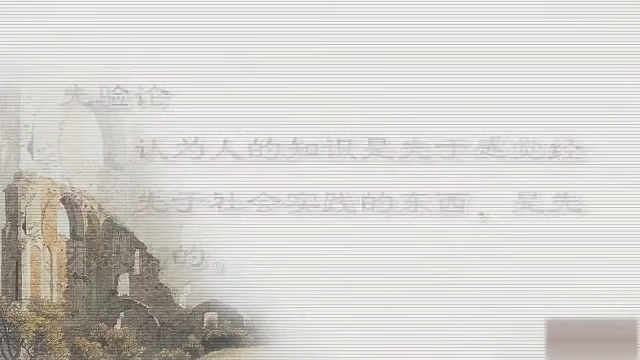 先验论
认为人的知识是先于感觉经
先于社会实践的东西，是先
的。